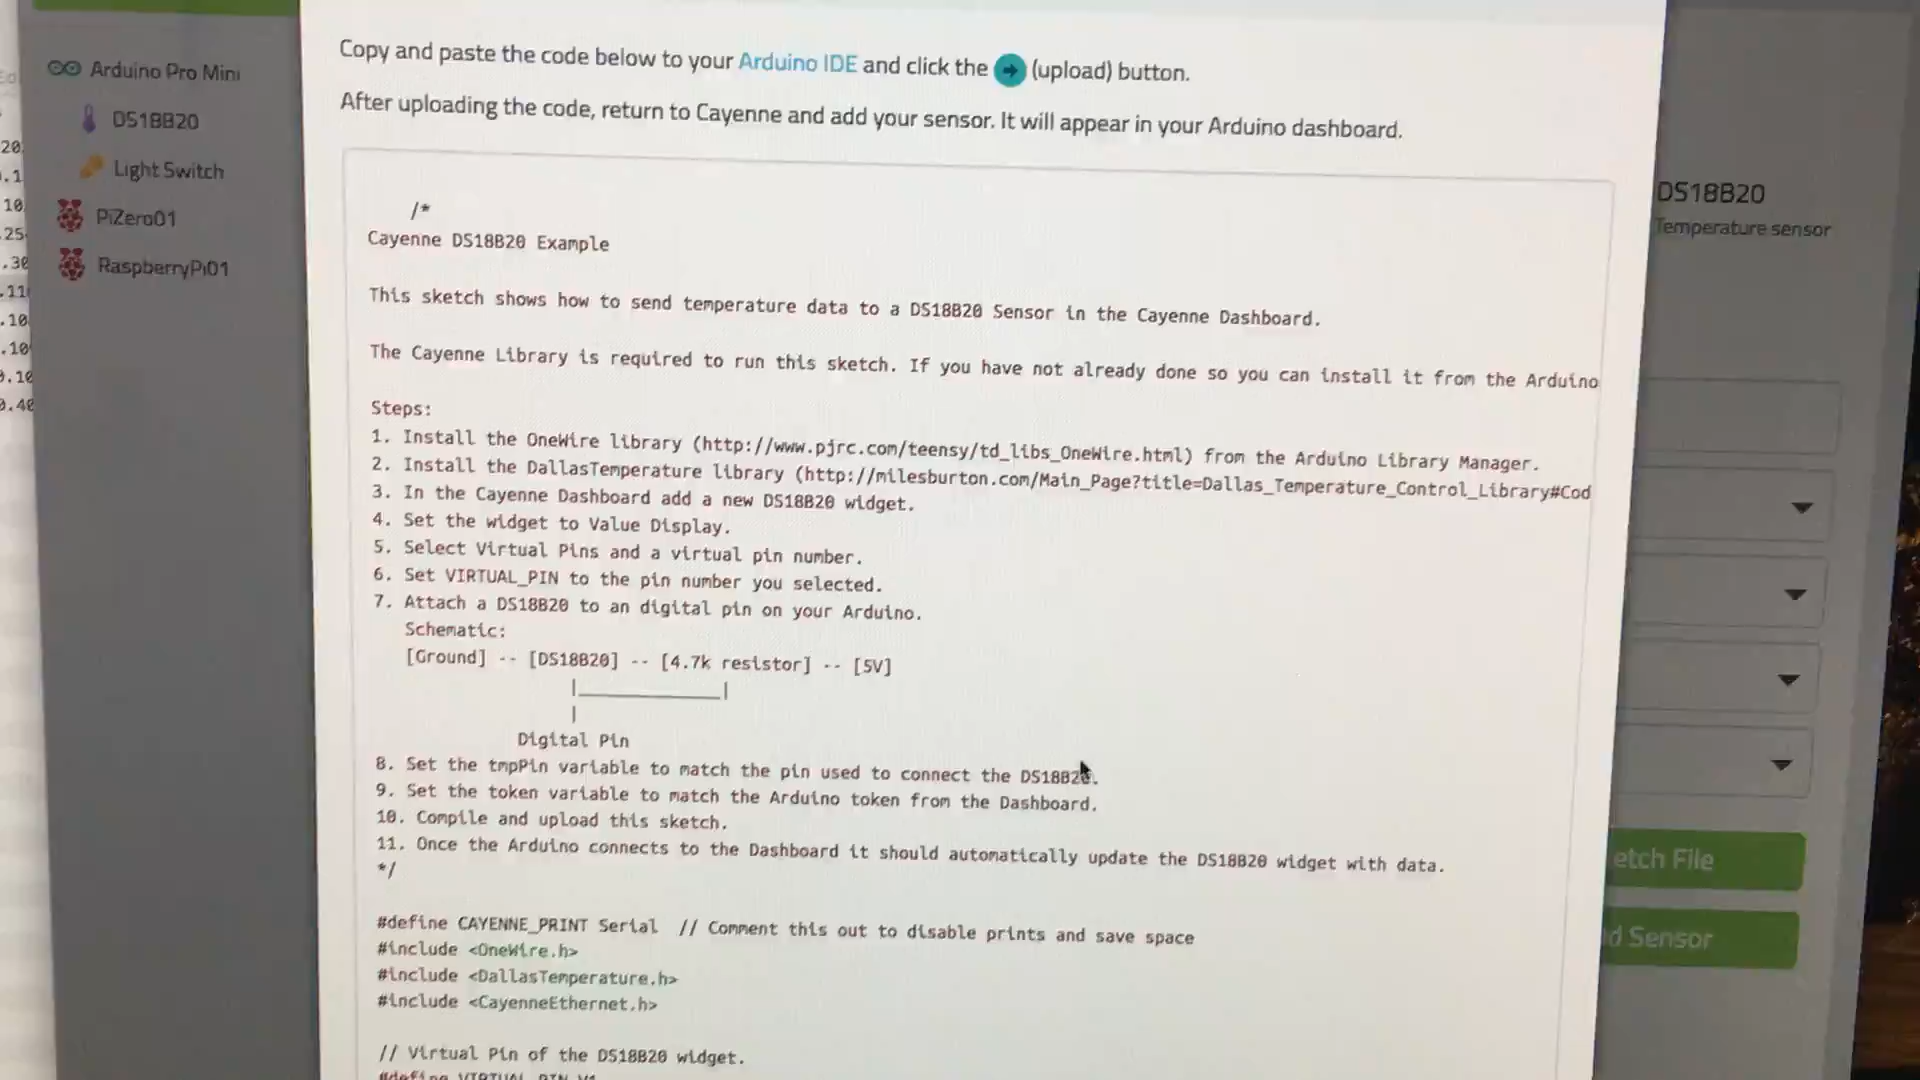 Copy and paste the code below to your Arduino IDE and click the (upload) button.
After uploading the code, return to Cayenne and add your sensor. It will appear in your Arduino dashboard.
Arduino Pro Mini
DS18B20
Light Switch
PiZero01
RaspberryPi01
/*
Cayenne DS18B20 Example
This sketch shows how to send temperature data to a DS18B20 Sensor in the Cayenne Dashboard.
The Cayenne Library is required to run this sketch. If you have not already done so you can install it from the Arduino
Steps:
1. Install the OneWire library (http://www.pjrc.com/teensy/td_libs_OneWire.html) from the Arduino Library Manager.
2. Install the DallasTemperature library (http://milesburton.com/Main_Page?title=Dallas_Temperature_Control_Library#Cod
3. In the Cayenne Dashboard add a new DS18B20 widget.
4. Set the widget to Value Display.
5. Select Virtual Pins and a virtual pin number.
6. Set VIRTUAL_PIN to the pin number you selected.
7. Attach a DS18B20 to an digital pin on your Arduino.
Schematic:
[Ground] -- [DS18B20] -- [4.7k resistor] -- [5V]
|______________|
|
Digital Pin
8. Set the tmpPin variable to match the pin used to connect the DS18B20.
9. Set the token variable to match the Arduino token from the Dashboard.
10. Compile and upload this sketch.
11. Once the Arduino connects to the Dashboard it should automatically update the DS18B20 widget with data.
*/
#define CAYENNE_PRINT Serial // Comment this out to disable prints and save space
#include <OneWire.h>
#include <DallasTemperature.h>
#include <CayenneEthernet.h>
// Virtual Pin of the DS18B20 widget.
#define VIRTUAL_PIN V1
DS18B20
Temperature sensor
etch File
d Sensor